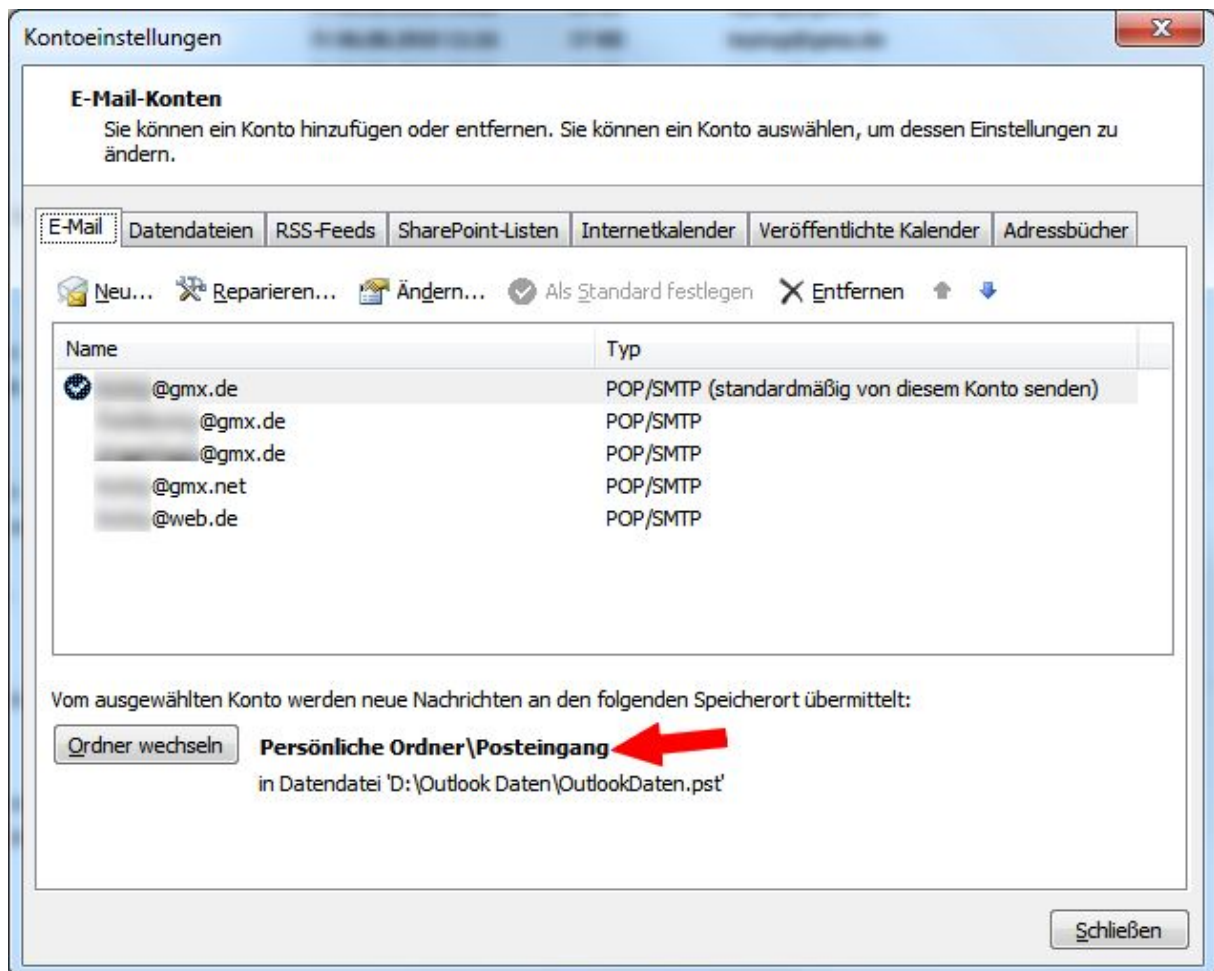 Kontoeinstellungen
E-Mail-Konten
Sie können ein Konto hinzufügen oder entfernen. Sie können ein Konto auswählen, um dessen Einstellungen zu
ändern.
E-Mail Datendateien RSS-Feeds SharePoint-Listen Internetkalender Veröffentlichte Kalender Adressbücher
Neu... Reparieren... Ändern... Als Standard festlegen Entfernen
Name Typ
@gmx.de POP/SMTP (standardmäßig von diesem Konto senden)
@gmx.de POP/SMTP
@gmx.de POP/SMTP
@gmx.net POP/SMTP
@web.de POP/SMTP
Vom ausgewählten Konto werden neue Nachrichten an den folgenden Speicherort übermittelt:
Ordner wechseln Persönliche Ordner\Posteingang
in Datendatei 'D:\Outlook Daten\OutlookDaten.pst'
Schließen